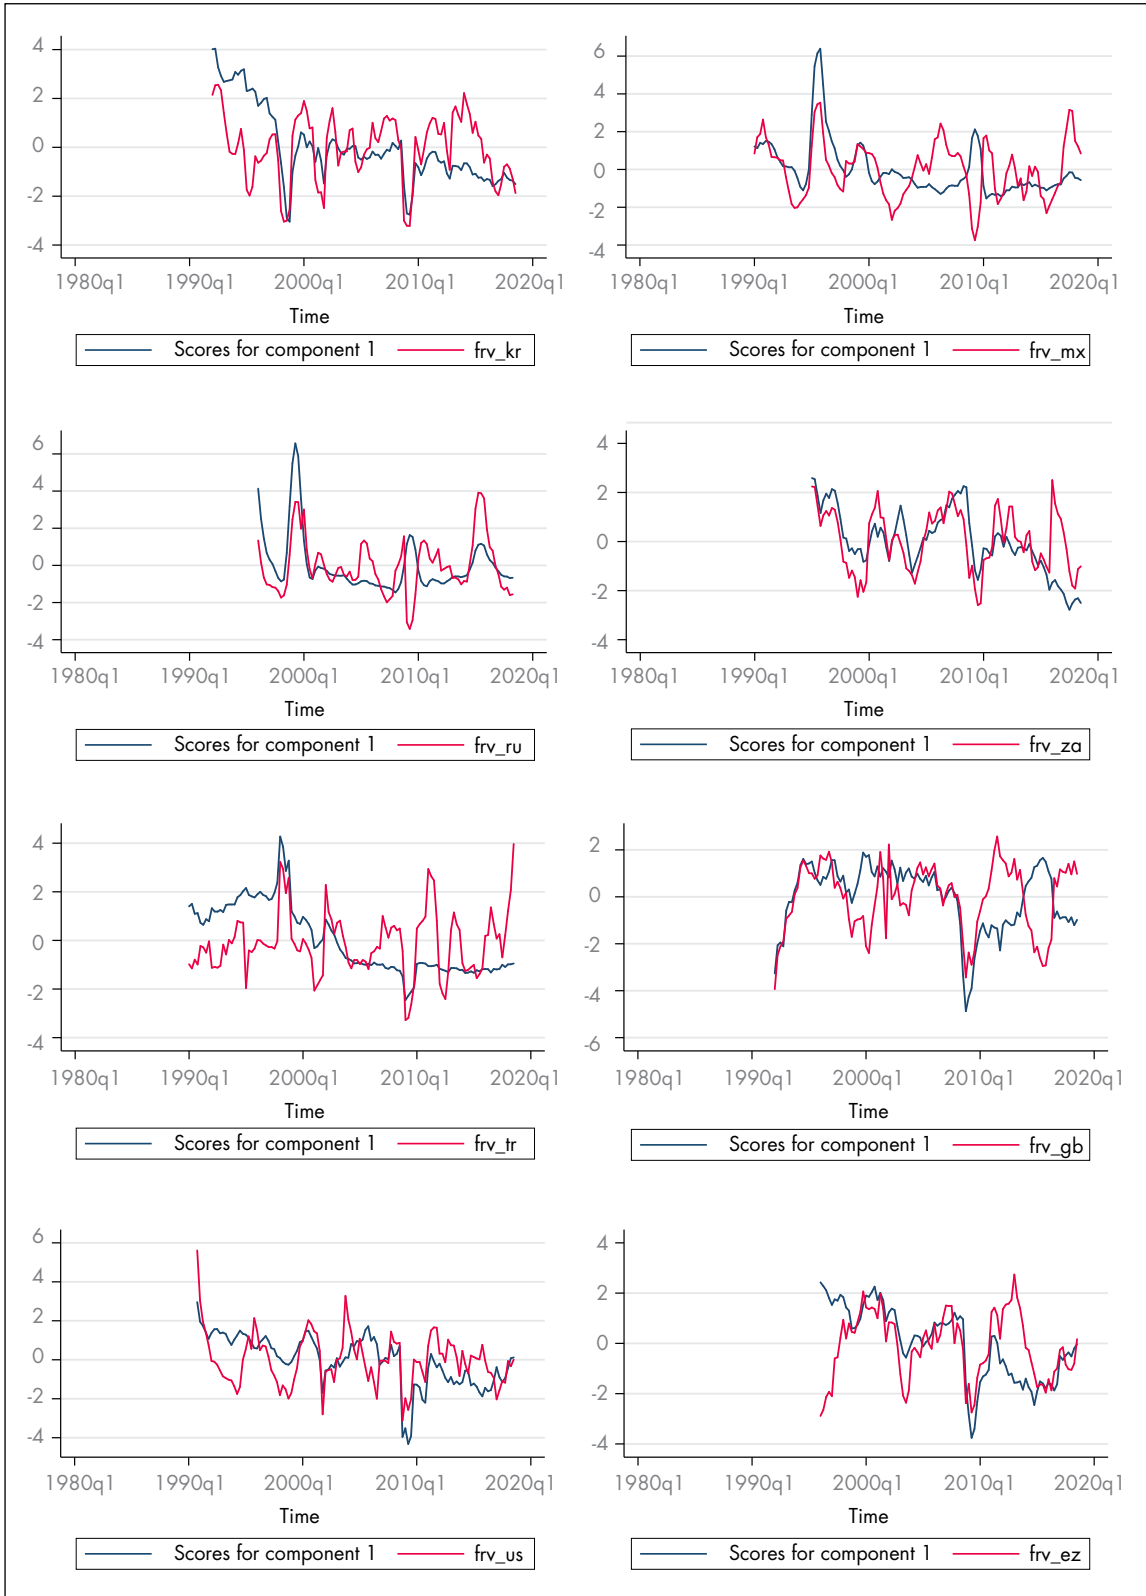 4
2
0
-2
-4
1980q1 1990q1 2000q1 2010q1 2020q1
Time
Scores for component 1 frv_kr
6
4
2
0
-2
-4
1980q1 1990q1 2000q1 2010q1 2020q1
Time
Scores for component 1 frv_mx
6
4
2
0
-2
-4
1980q1 1990q1 2000q1 2010q1 2020q1
Time
Scores for component 1 frv_ru
4
2
0
-2
-4
1980q1 1990q1 2000q1 2010q1 2020q1
Time
Scores for component 1 frv_za
4
2
0
-2
-4
1980q1 1990q1 2000q1 2010q1 2020q1
Time
Scores for component 1 frv_tr
2
0
-2
-4
-6
1980q1 1990q1 2000q1 2010q1 2020q1
Time
Scores for component 1 frv_gb
6
4
2
0
-2
-4
1980q1 1990q1 2000q1 2010q1 2020q1
Time
Scores for component 1 frv_us
4
2
0
-2
-4
1980q1 1990q1 2000q1 2010q1 2020q1
Time
Scores for component 1 frv_ez